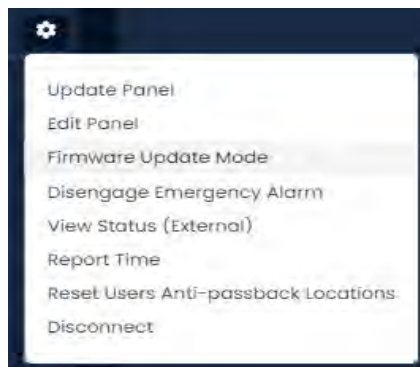 Update Panel
Edit Panel
Firmware Update Mode
Disengage Emergency Alarm
View Status (External)
Report Time
Reset Users Anti-passback Locations
Disconnect